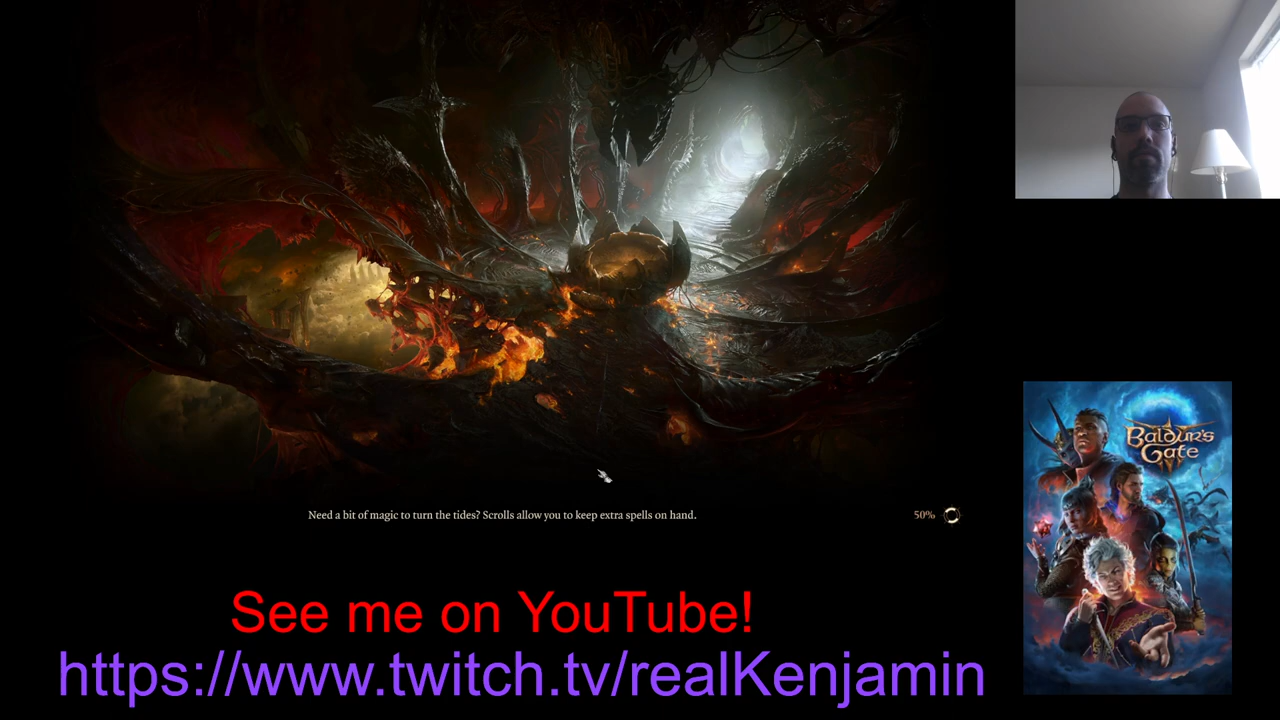 Baldur's
Gate
Need a bit of magic to turn the tides? Scrolls allow you to keep extra spells on hand.
50%
See me on YouTube!
https://www.twitch.tv/realKenjamin